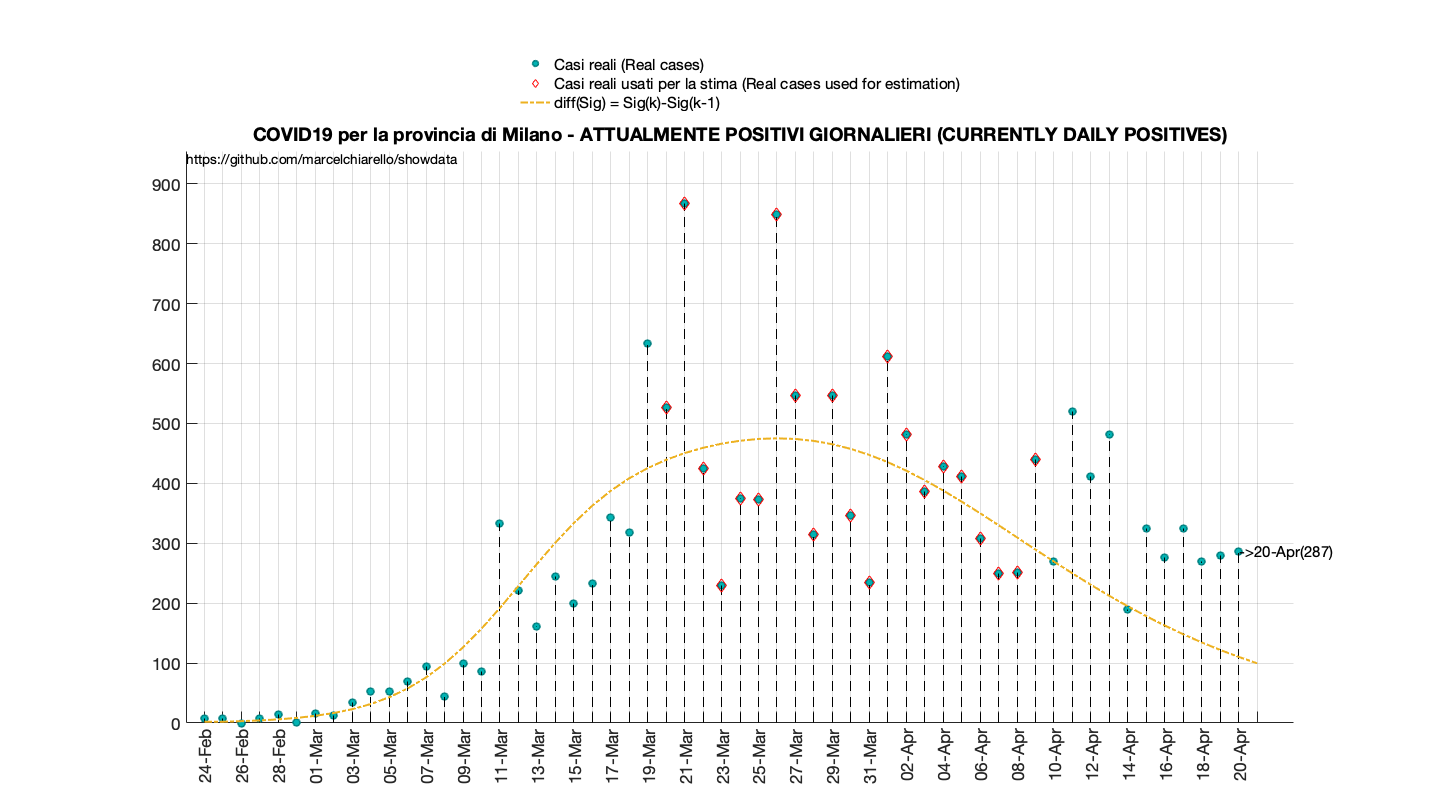 Casi reali (Real cases)
Casi reali usati per la stima (Real cases used for estimation)
diff(Sig) = Sig(k)-Sig(k-1)
COVID19 per la provincia di Milano - ATTUALMENTE POSITIVI GIORNALIERI (CURRENTLY DAILY POSITIVES)
https://github.com/marcelchiarello/showdata
900
800
700
600
500
400
300
200
100
0
->20-Apr(287)
24-Feb
26-Feb
28-Feb
01-Mar
03-Mar
05-Mar
07-Mar
09-Mar
11-Mar
13-Mar
15-Mar
17-Mar
19-Mar
21-Mar
23-Mar
25-Mar
27-Mar
29-Mar
31-Mar
02-Apr
04-Apr
06-Apr
08-Apr
10-Apr
12-Apr
14-Apr
16-Apr
18-Apr
20-Apr